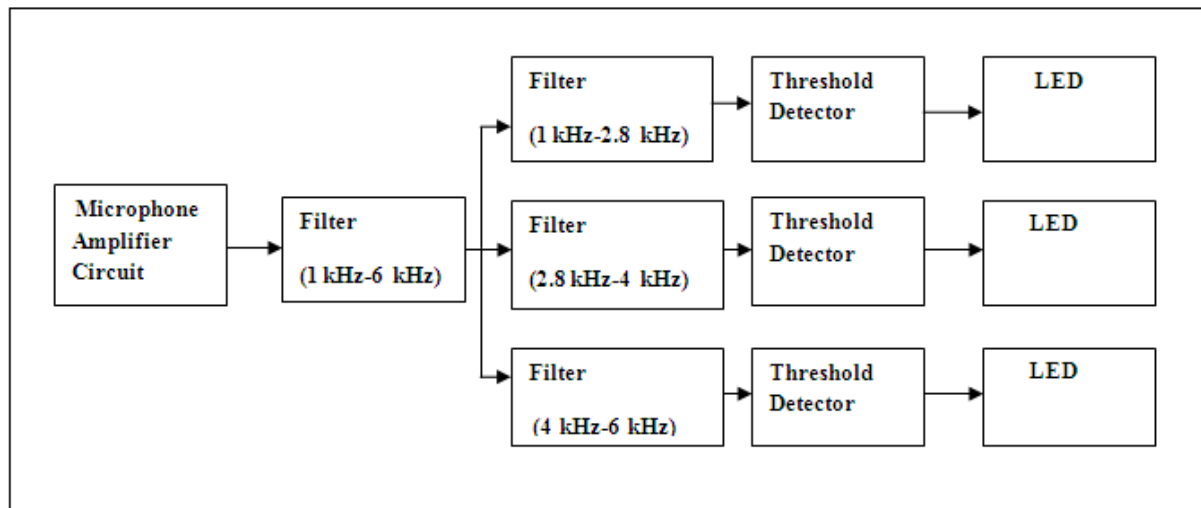 Microphone
Amplifier
Circuit
Filter
(1 kHz-6 kHz)
Filter
(1 kHz-2.8 kHz)
Threshold
Detector
LED
Filter
(2.8 kHz-4 kHz)
Threshold
Detector
LED
Filter
(4 kHz-6 kHz)
Threshold
Detector
LED